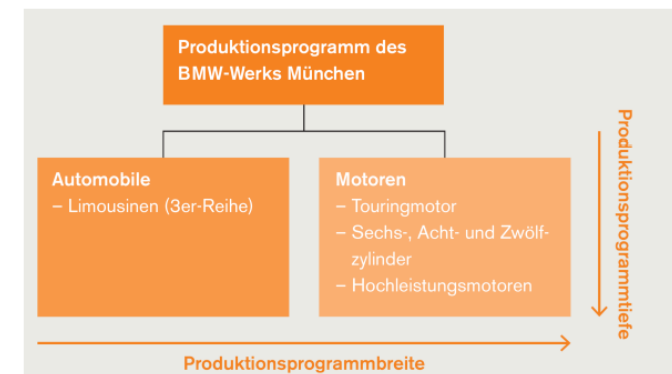 Produktionsprogramm des
BMW-Werks München
Automobile
– Limousinen (3er-Reihe)
Motoren
– Touringmotor
– Sechs-, Acht- und Zwölf-
zylinder
– Hochleistungsmotoren
Produktionsprogrammtiefe
Produktionsprogrammbreite